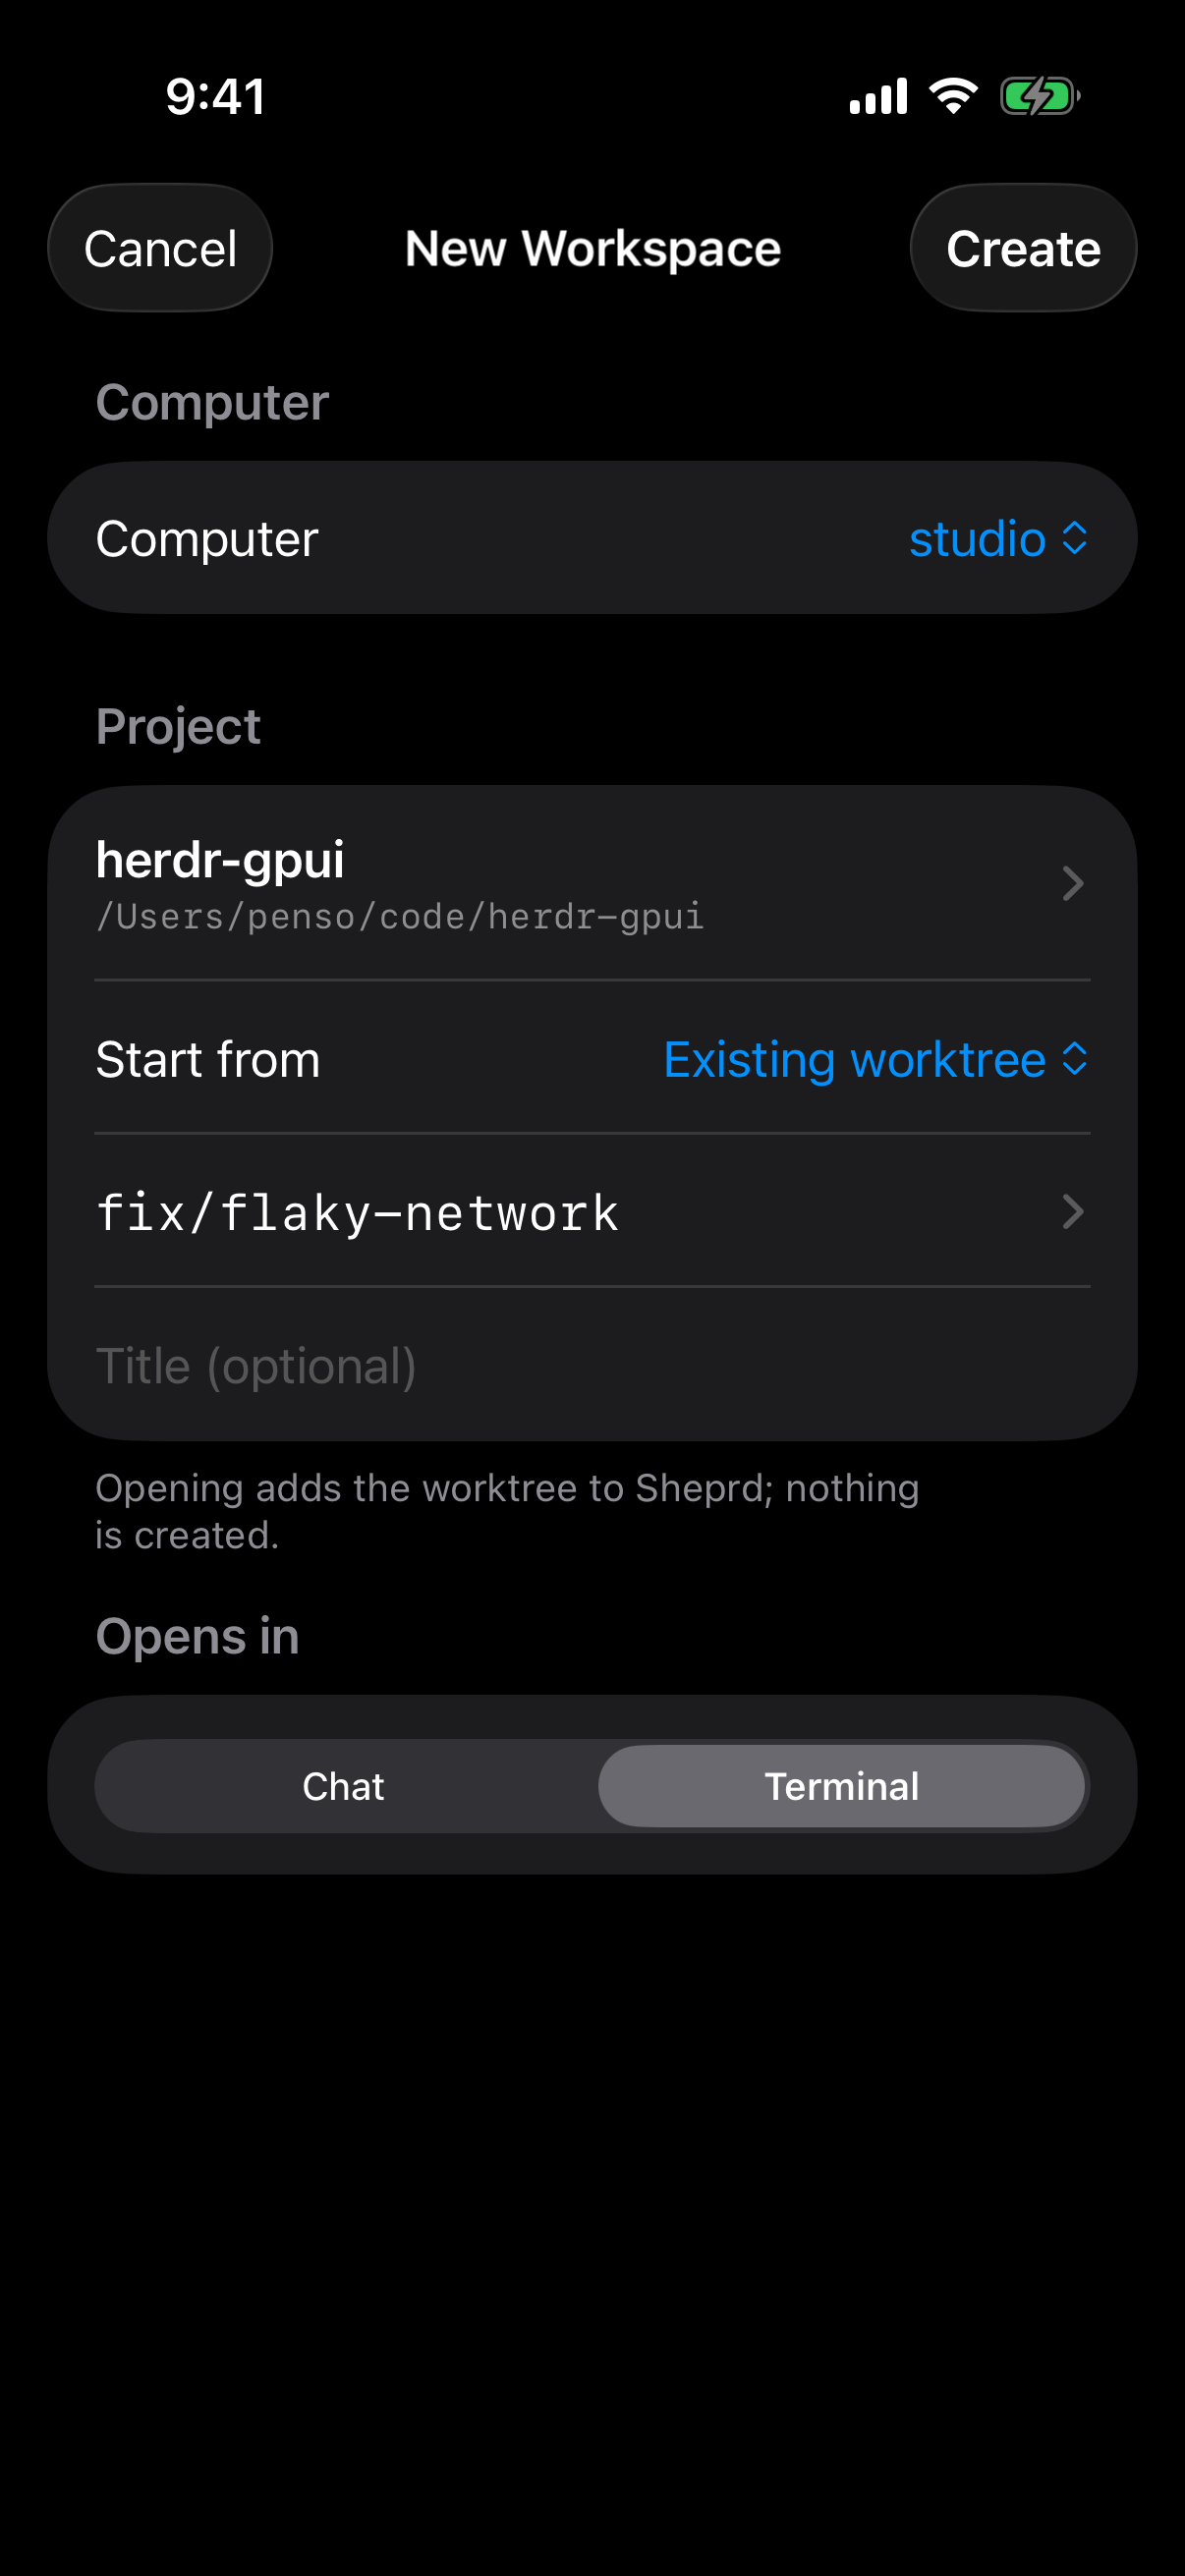 9:41
Cancel
New Workspace
Create
Computer
Computer
studio
Project
herdr-gpui
/Users/penso/code/herdr-gpui
Start from
Existing worktree
fix/flaky-network
Title (optional)
Opening adds the worktree to Sheprd; nothing
is created.
Opens in
Chat
Terminal